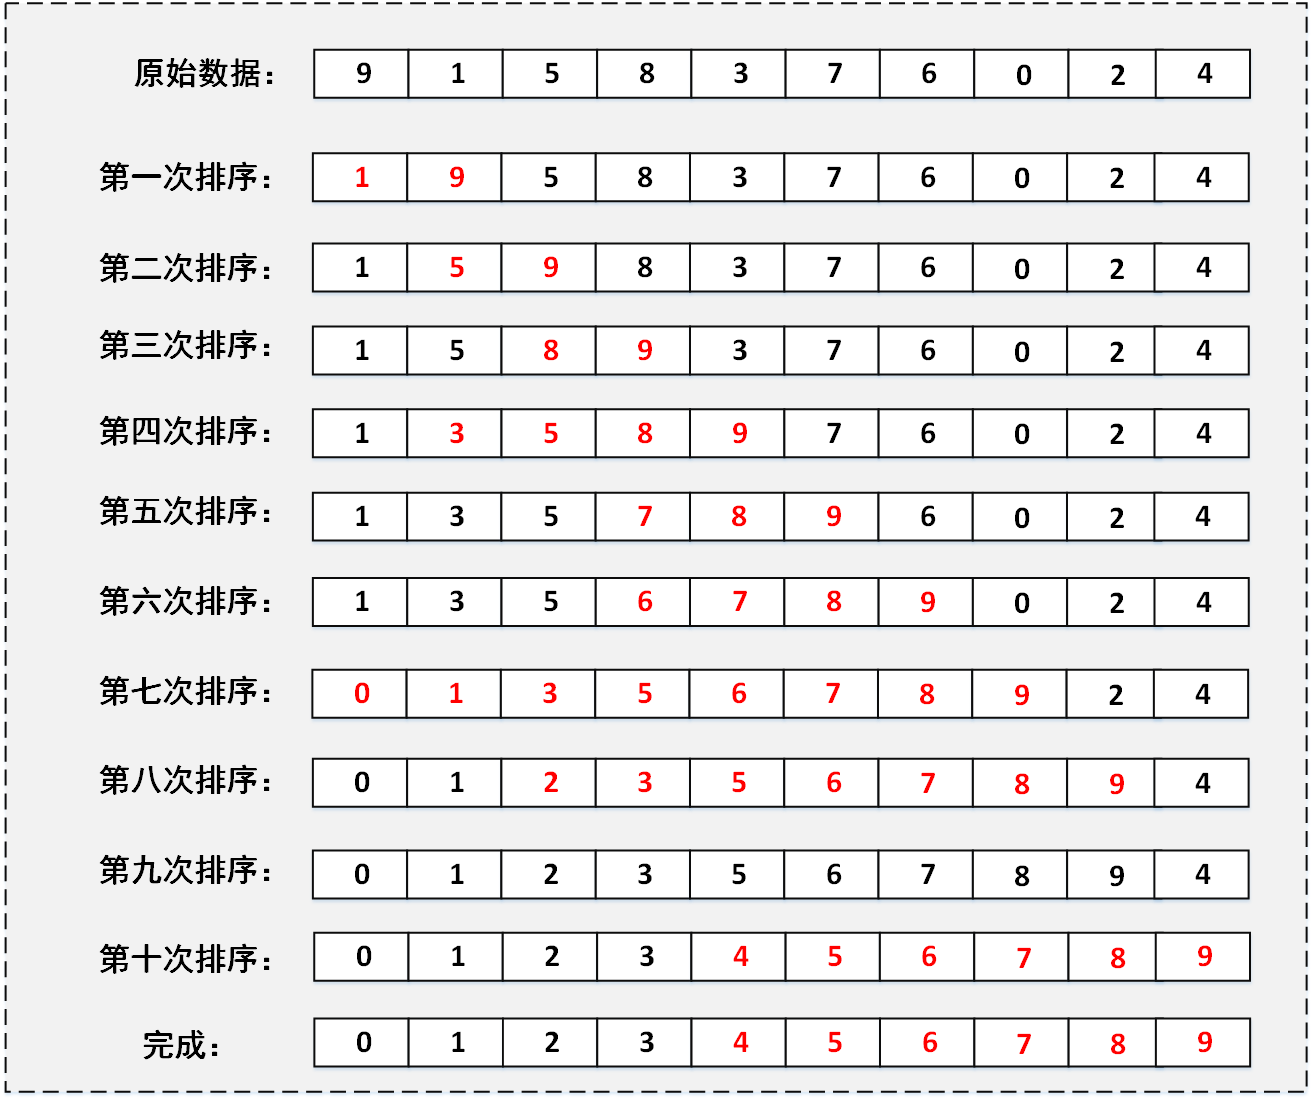 原始数据： 9 1 5 8 3 7 6 0 2 4
第一次排序： 1 9 5 8 3 7 6 0 2 4
第二次排序： 1 5 9 8 3 7 6 0 2 4
第三次排序： 1 5 8 9 3 7 6 0 2 4
第四次排序： 1 3 5 8 9 7 6 0 2 4
第五次排序： 1 3 5 7 8 9 6 0 2 4
第六次排序： 1 3 5 6 7 8 9 0 2 4
第七次排序： 0 1 3 5 6 7 8 9 2 4
第八次排序： 0 1 2 3 5 6 7 8 9 4
第九次排序： 0 1 2 3 5 6 7 8 9 4
第十次排序： 0 1 2 3 4 5 6 7 8 9
完成： 0 1 2 3 4 5 6 7 8 9